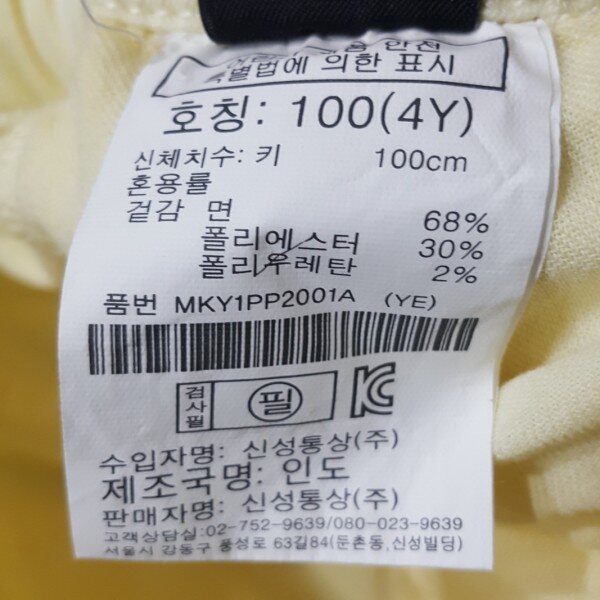 특별법에 의한 표시
호칭: 100(4Y)
신체치수: 키 100cm
혼용률
겉감 면 68%
폴리에스터 30%
폴리우레탄 2%
품번 MKY1PP2001A (YE)
검사필 필
수입자명: 신성통상(주)
제조국명: 인도
판매자명: 신성통상(주)
고객상담실:02-752-9639/080-023-9639
서울시 강동구 풍성로 63길84(둔촌동,신성빌딩)